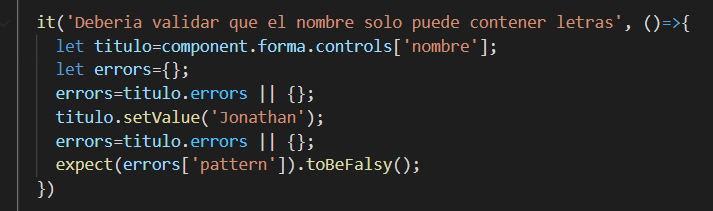 it('Deberia validar que el nombre solo puede contener letras', ()=>{
let titulo=component.forma.controls['nombre'];
let errors={};
errors=titulo.errors || {};
titulo.setValue('Jonathan');
errors=titulo.errors || {};
expect(errors['pattern']).toBeFalsy();
})